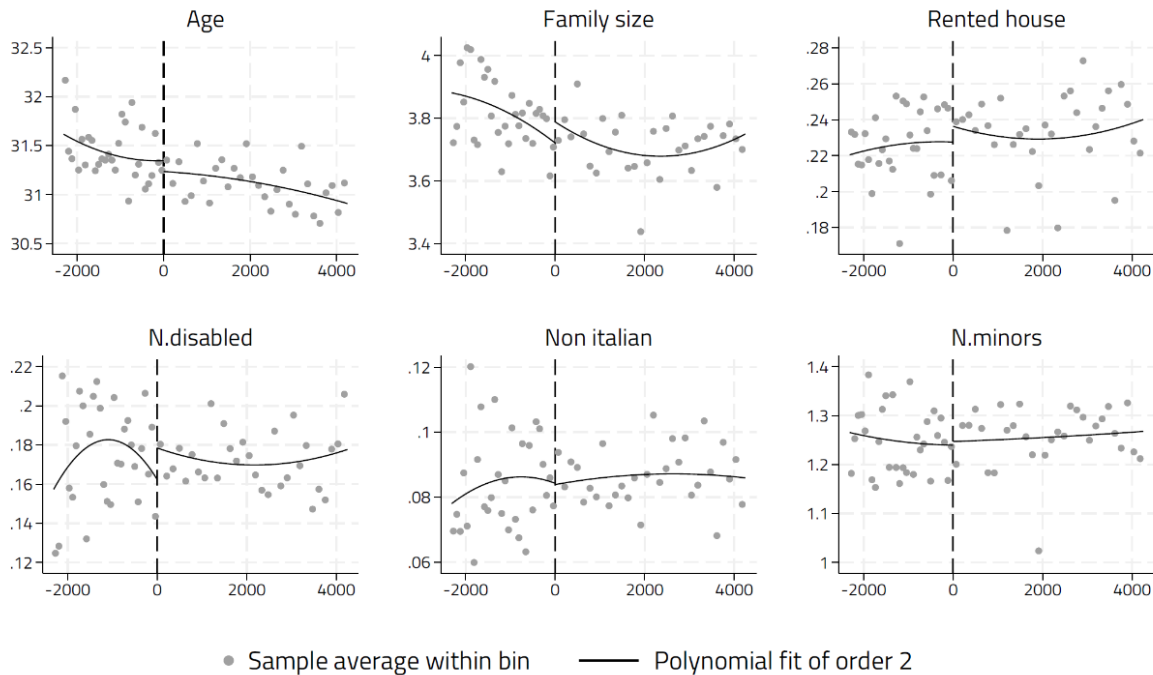 Age
32.5
32
31.5
31
30.5
-2000 0 2000 4000
Family size
4
3.8
3.6
3.4
-2000 0 2000 4000
Rented house
.28
.26
.24
.22
.2
.18
-2000 0 2000 4000
N.disabled
.22
.2
.18
.16
.14
.12
-2000 0 2000 4000
Non italian
.12
.1
.08
.06
-2000 0 2000 4000
N.minors
1.4
1.3
1.2
1.1
1
-2000 0 2000 4000
Sample average within bin Polynomial fit of order 2